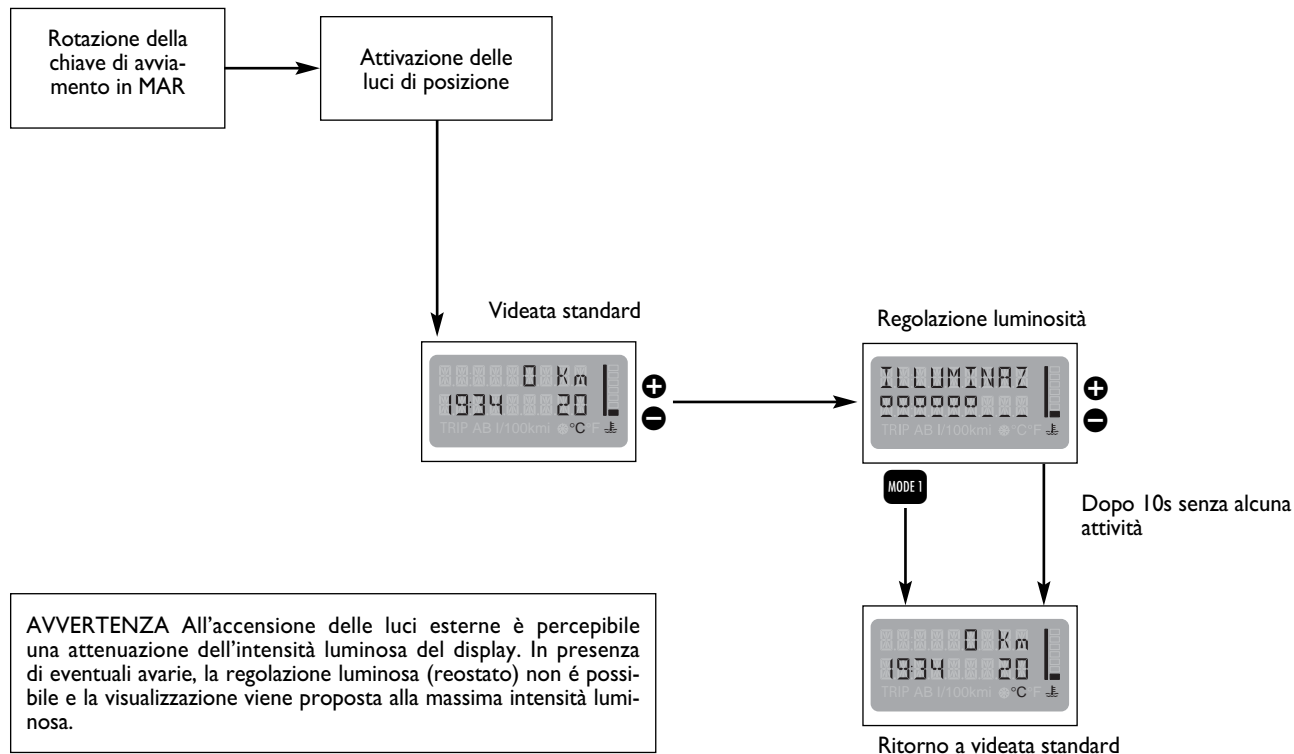 Rotazione della
chiave di avvia-
mento in MAR
Attivazione delle
luci di posizione
Videata standard
0 Km
19:34 20
TRIP AB l/100kmi °C °F
Regolazione luminosità
ILLUMINAZ
TRIP AB l/100kmi °C °F
MODE 1
Dopo 10s senza alcuna
attività
0 Km
19:34 20
TRIP AB l/100kmi °C °F
Ritorno a videata standard
AVVERTENZA All'accensione delle luci esterne è percepibile
una attenuazione dell'intensità luminosa del display. In presenza
di eventuali avarie, la regolazione luminosa (reostato) non é possi-
bile e la visualizzazione viene proposta alla massima intensità lumi-
nosa.